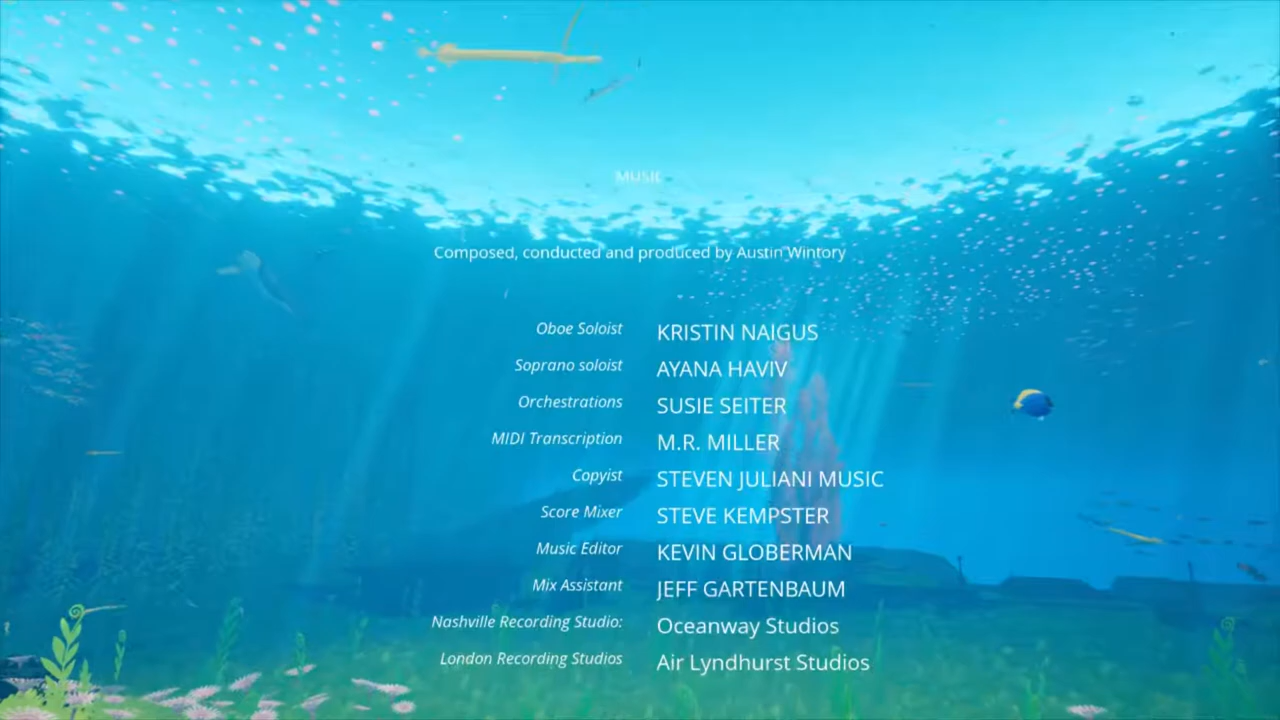 MUSIC
Composed, conducted and produced by Austin Wintory
Oboe Soloist KRISTIN NAIGUS
Soprano soloist AYANA HAVIV
Orchestrations SUSIE SEITER
MIDI Transcription M.R. MILLER
Copyist STEVEN JULIANI MUSIC
Score Mixer STEVE KEMPSTER
Music Editor KEVIN GLOBERMAN
Mix Assistant JEFF GARTENBAUM
Nashville Recording Studio: Oceanway Studios
London Recording Studios Air Lyndhurst Studios